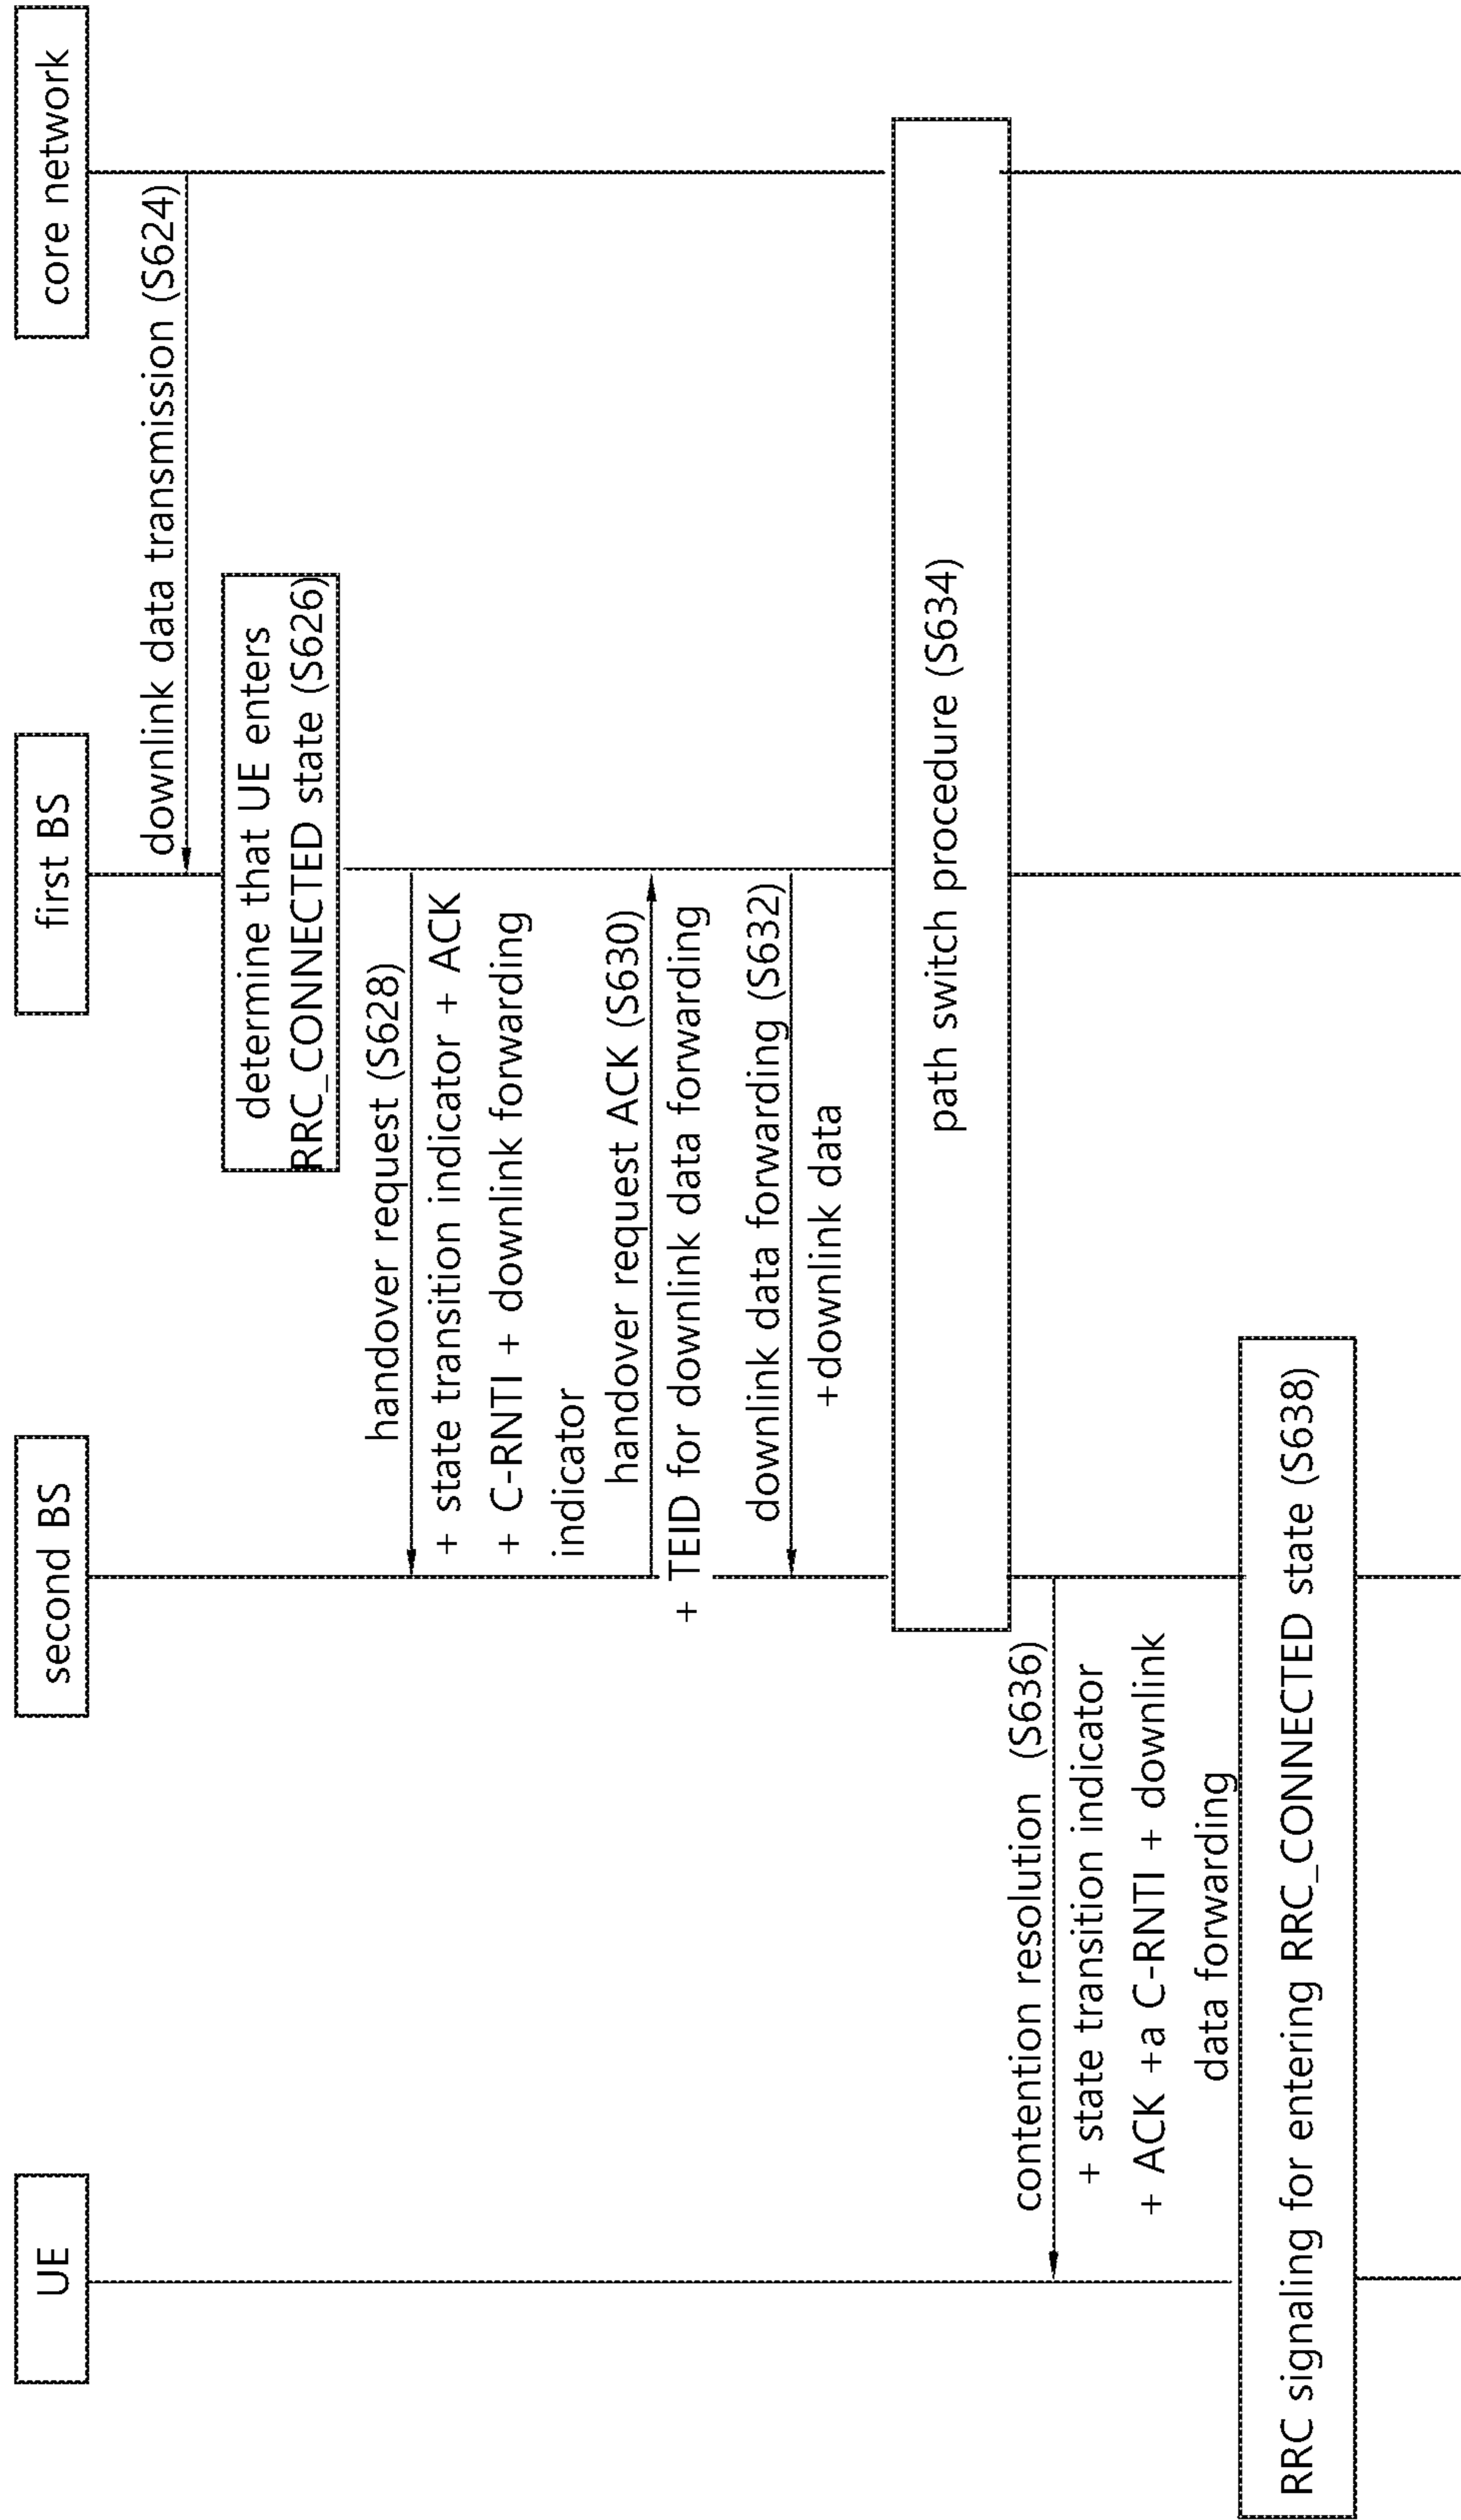 UE
second BS
first BS
core network
downlink data transmission (S624)
determine that UE enters
RRC_CONNECTED state (S626)
handover request (S628)
+ state transition indicator + ACK
+ C-RNTI + downlink forwarding
indicator
handover request ACK (S630)
+ TEID for downlink data forwarding
downlink data forwarding (S632)
+downlink data
path switch procedure (S634)
contention resolution (S636)
+ state transition indicator
+ ACK +a C-RNTI + downlink
data forwarding
RRC signaling for entering RRC_CONNECTED state (S638)